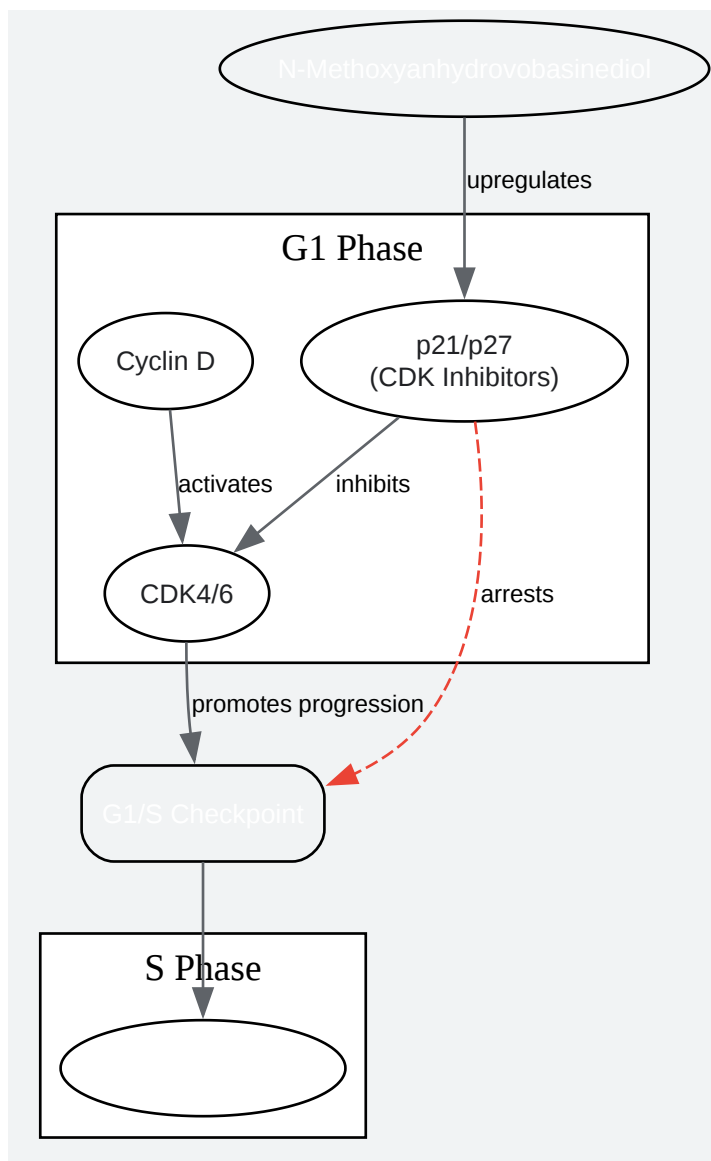 N-Methoxyanhydrovobasinediol
upregulates
G1 Phase
Cyclin D
p21/p27
(CDK Inhibitors)
activates
inhibits
CDK4/6
arrests
promotes progression
G1/S Checkpoint
S Phase